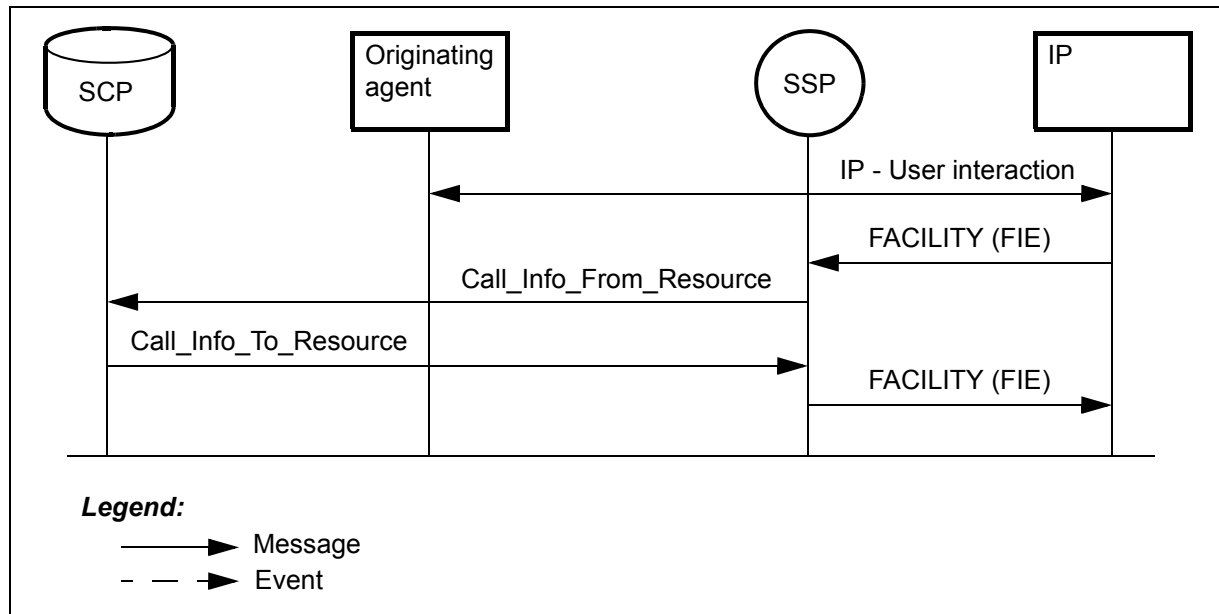 SCP
Originating
agent
SSP
IP
IP - User interaction
FACILITY (FIE)
Call_Info_From_Resource
Call_Info_To_Resource
FACILITY (FIE)
Legend:
Message
Event